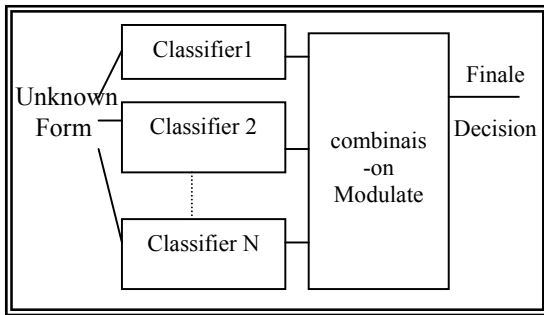 Classifier1
Unknown
Form
Classifier 2
Classifier N
combinais
-on
Modulate
Finale
Decision